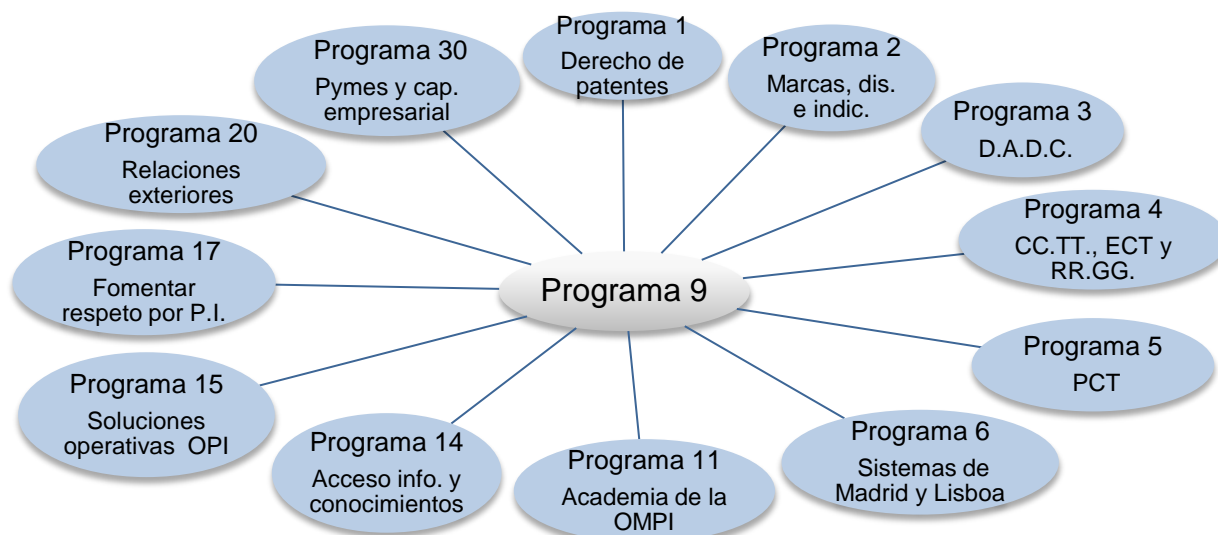 Programa 1
Derecho de
patentes
Programa 2
Marcas, dis.
e indic.
Programa 3
D.A.D.C.
Programa 4
CC.TT., ECT y
RR.GG.
Programa 5
PCT
Programa 6
Sistemas de
Madrid y Lisboa
Programa 11
Academia de la
OMPI
Programa 14
Acceso info. y
conocimientos
Programa 15
Soluciones
operativas OPI
Programa 17
Fomentar
respeto por P.I.
Programa 20
Relaciones
exteriores
Programa 30
Pymes y cap.
empresarial
Programa 9